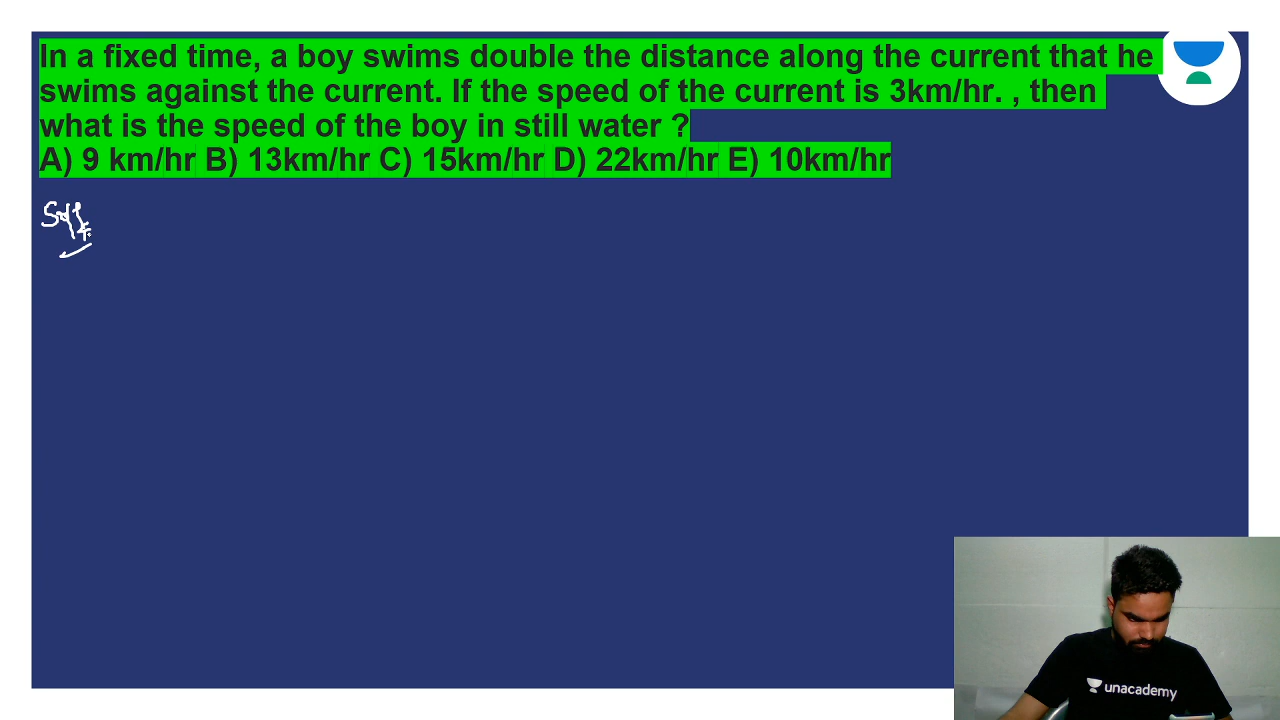 In a fixed time, a boy swims double the distance along the current that he
swims against the current. If the speed of the current is 3km/hr. , then
what is the speed of the boy in still water ?
A) 9 km/hr B) 13km/hr C) 15km/hr D) 22km/hr E) 10km/hr
unacademy